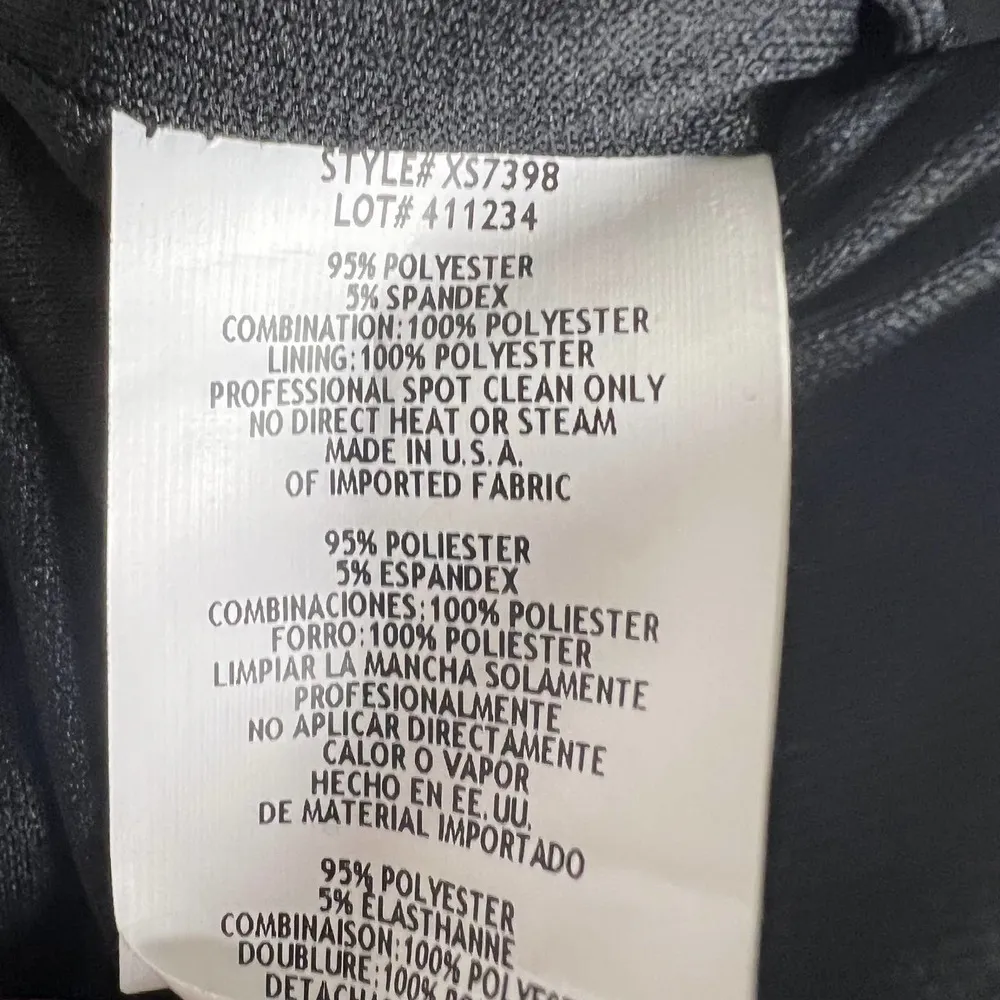 STYLE# XS7398
LOT# 411234
95% POLYESTER
5% SPANDEX
COMBINATION: 100% POLYESTER
LINING: 100% POLYESTER
PROFESSIONAL SPOT CLEAN ONLY
NO DIRECT HEAT OR STEAM
MADE IN U.S.A.
OF IMPORTED FABRIC
95% POLIESTER
5% ESPANDEX
COMBINACIONES: 100% POLIESTER
FORRO: 100% POLIESTER
LIMPIAR LA MANCHA SOLAMENTE
PROFESIONALMENTE
NO APLICAR DIRECTAMENTE
CALOR O VAPOR
HECHO EN EE. UU.
DE MATERIAL IMPORTADO
95% POLYESTER
5% ELASTHANNE
COMBINAISON: 100%
DOUBLURE: 100%